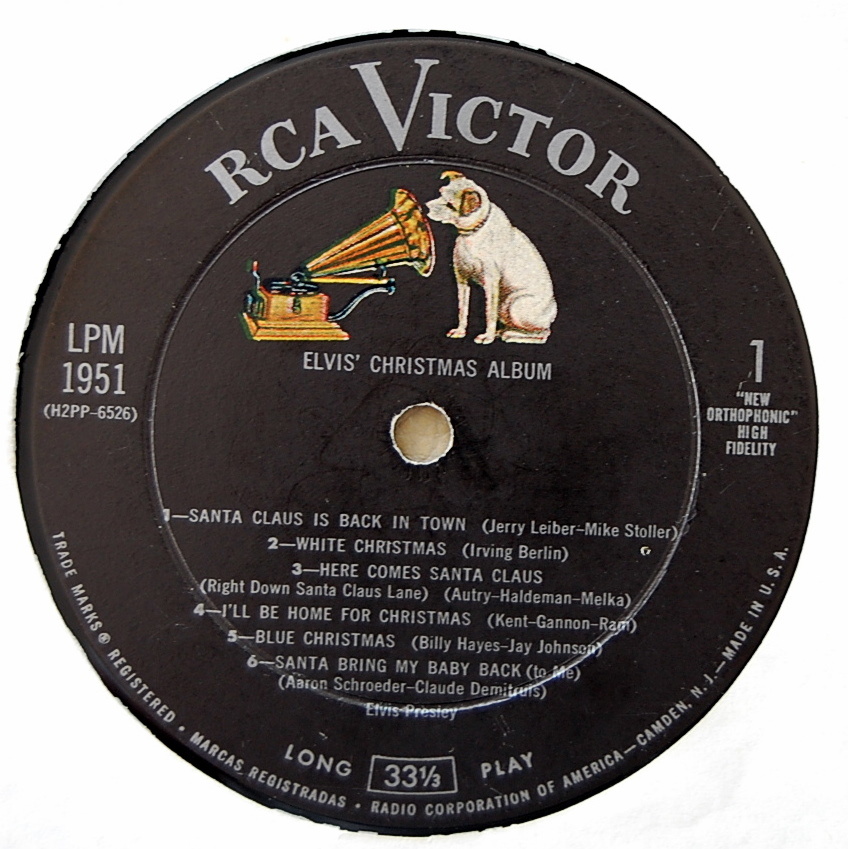 RCA VICTOR
ELVIS' CHRISTMAS ALBUM
LPM
1951
(H2PP-6526)
1
"NEW
ORTHOPHONIC"
HIGH
FIDELITY
1—SANTA CLAUS IS BACK IN TOWN (Jerry Leiber-Mike Stoller)
2—WHITE CHRISTMAS (Irving Berlin)
3—HERE COMES SANTA CLAUS
(Right Down Santa Claus Lane) (Autry-Haldeman-Melka)
4—I'LL BE HOME FOR CHRISTMAS (Kent-Gannon-Ram)
5—BLUE CHRISTMAS (Billy Hayes-Jay Johnson)
6—SANTA BRING MY BABY BACK (to Me)
(Aaron Schroeder-Claude Demitruis)
Elvis Presley
LONG 33⅓ PLAY
TRADE MARKS ® REGISTERED • MARCAS REGISTRADAS • RADIO CORPORATION OF AMERICA—CAMDEN, N. J.—MADE IN U. S. A.